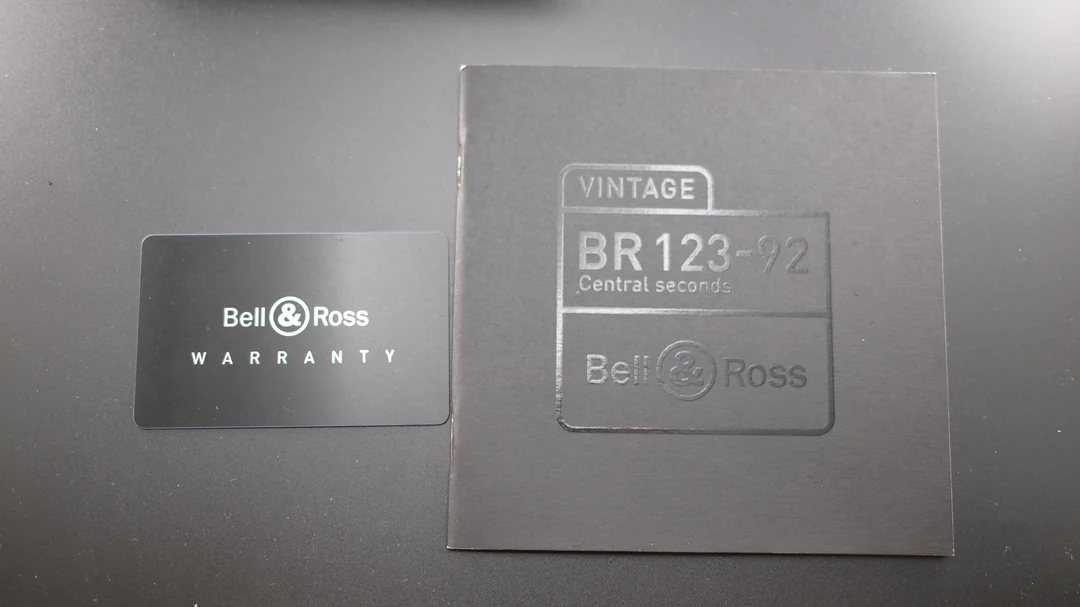 Bell & Ross
WARRANTY
VINTAGE
BR 123-92
Central seconds
Bell & Ross